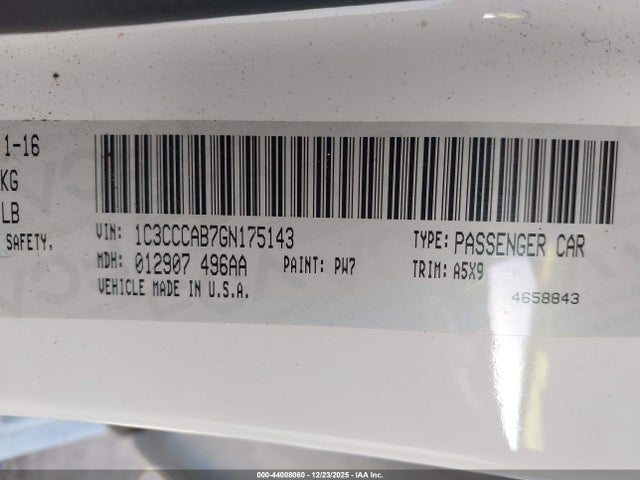 1-16
KG
LB
SAFETY,
VIN: 1C3CCCAB7GN175143
TYPE: PASSENGER CAR
MDH: 012907 496AA
PAINT: PW7
TRIM: A5X9
VEHICLE MADE IN U.S.A.
4658843
000-44008060 - 12/23/2025 - IAA Inc.